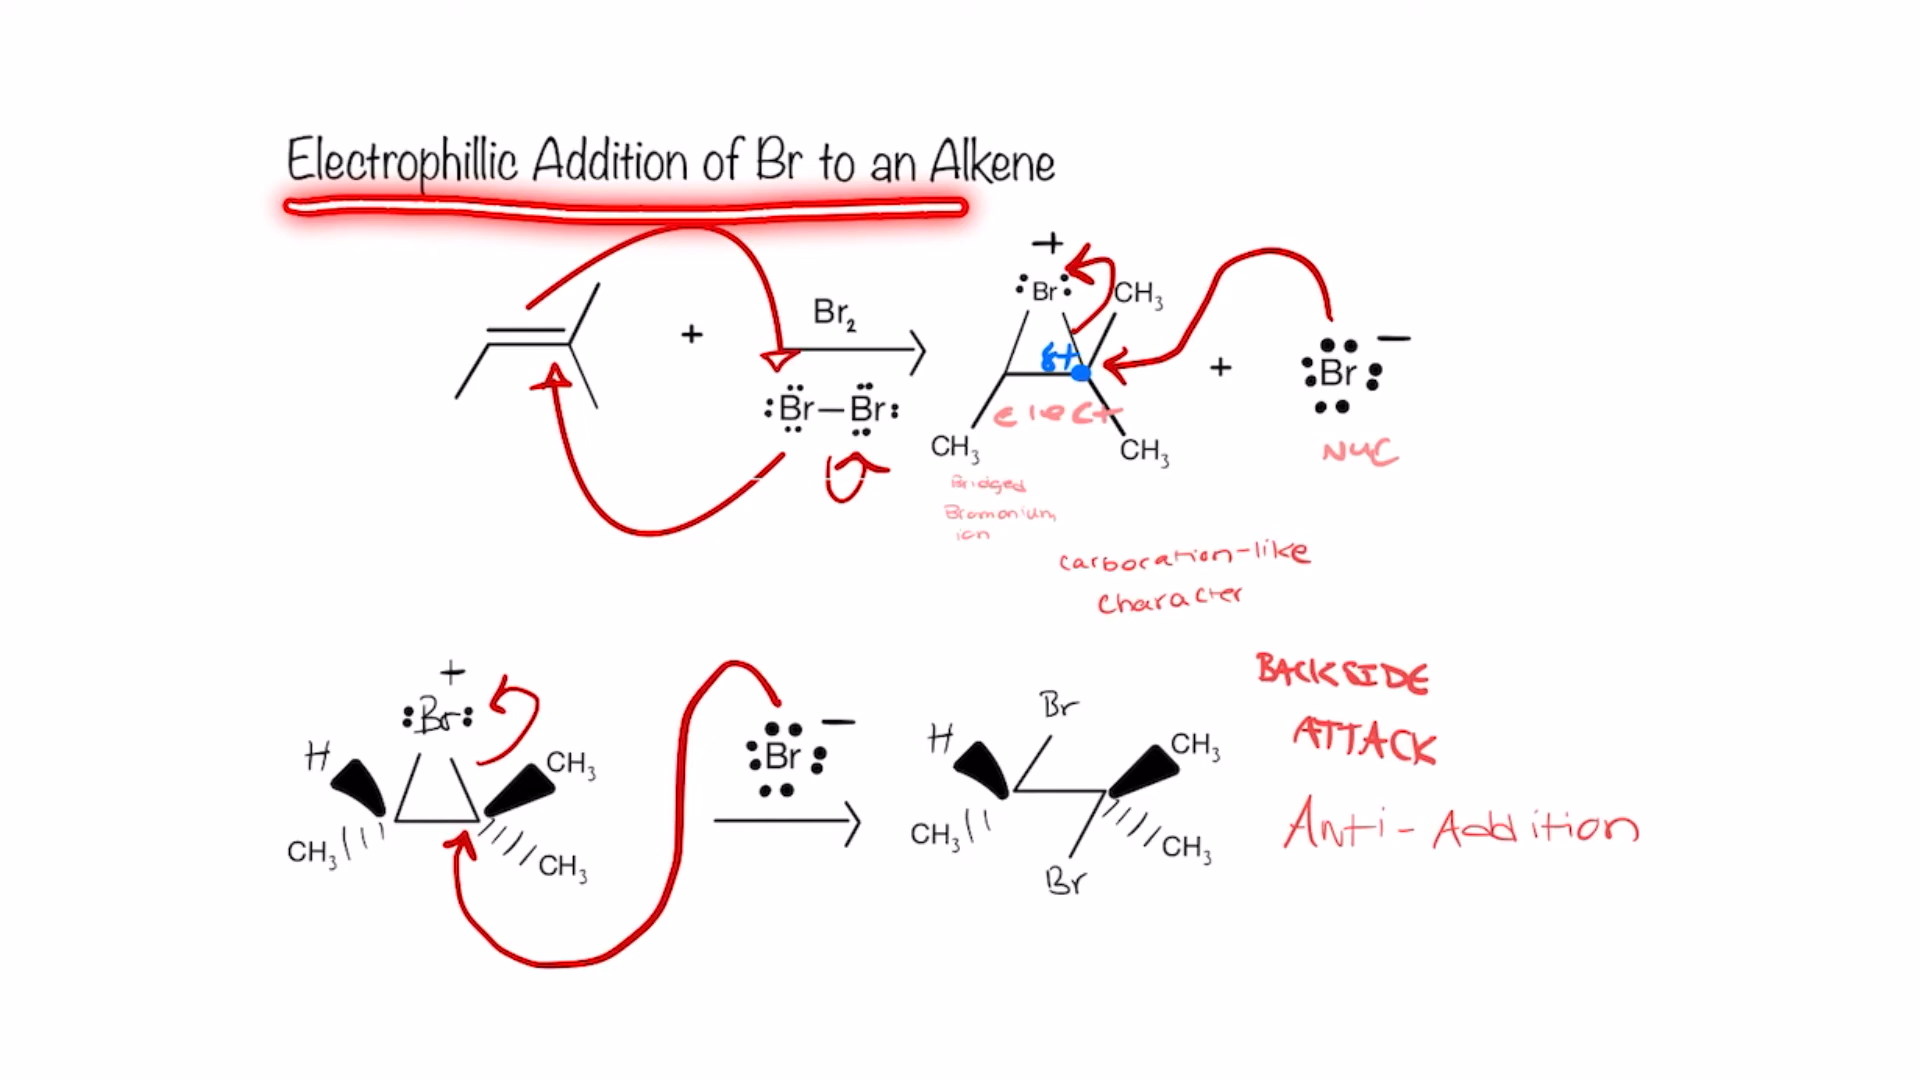 Electrophillic Addition of Br to an Alkene
+
Br₂
:Br—Br:
+
:Br:
CH₃
δ+
elect
CH₃
CH₃
+
Br −
Nuc
Bridged
Bromonium
ion
carbocation-like
character
+
:Br:
H
CH₃
CH₃
CH₃
Br −
Br
H
CH₃
CH₃
CH₃
Br
BACKSIDE
ATTACK
Anti-Addition